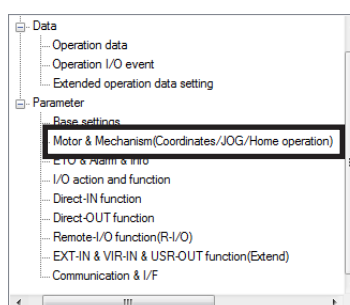 Data
Operation data
Operation I/O event
Extended operation data setting
Parameter
Base settings
Motor & Mechanism(Coordinates/JOG/Home operation)
ETO & Alarm & Info
I/O action and function
Direct-IN function
Direct-OUT function
Remote-I/O function(R-I/O)
EXT-IN & VIR-IN & USR-OUT function(Extend)
Communication & I/F